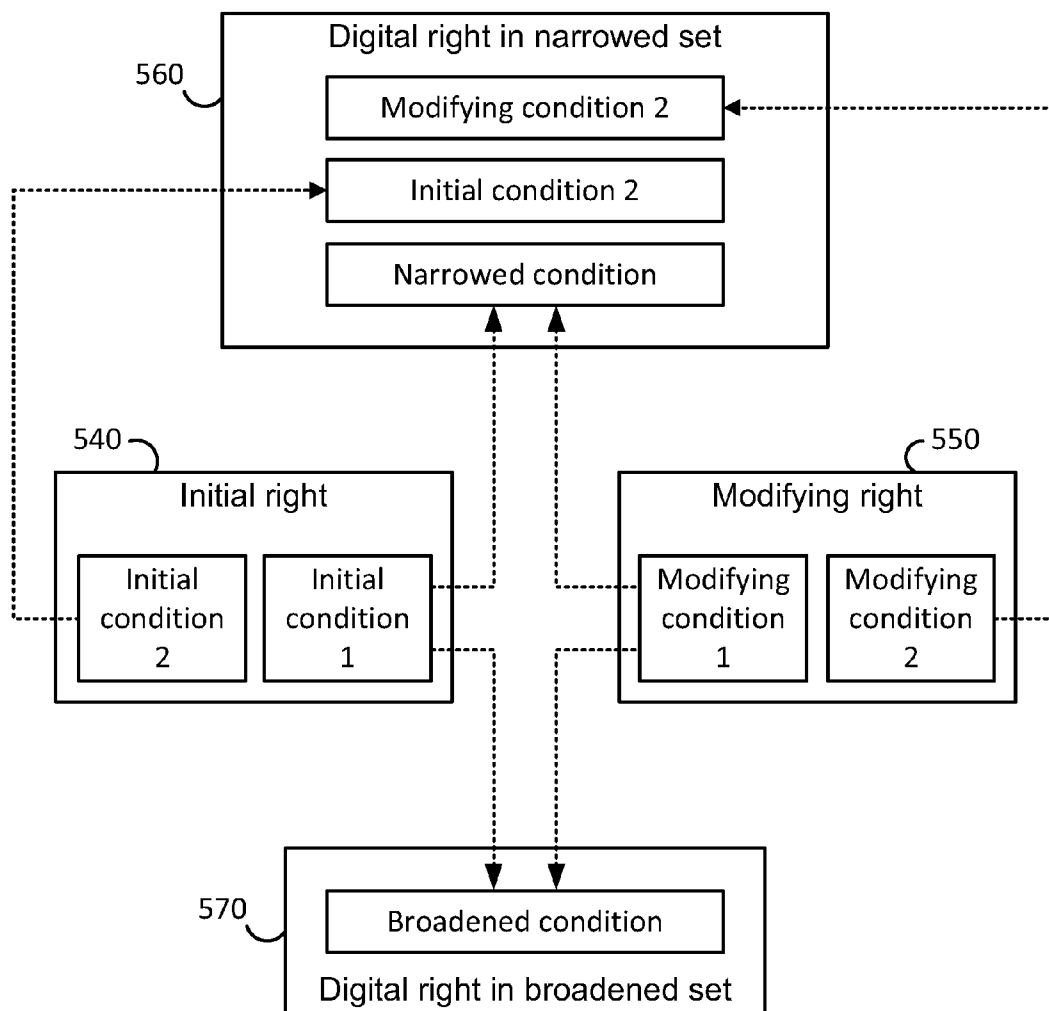 Digital right in narrowed set
560
Modifying condition 2
Initial condition 2
Narrowed condition
540
550
Initial right
Modifying right
Initial
condition
2
Initial
condition
1
Modifying
condition
1
Modifying
condition
2
570
Broadened condition
Digital right in broadened set